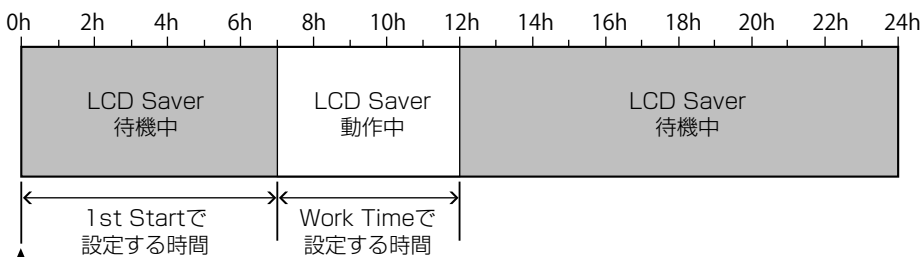 0h 2h 4h 6h 8h 10h 12h 14h 16h 18h 20h 22h 24h
LCD Saver
待機中
LCD Saver
動作中
LCD Saver
待機中
1st Startで
設定する時間
Work Timeで
設定する時間